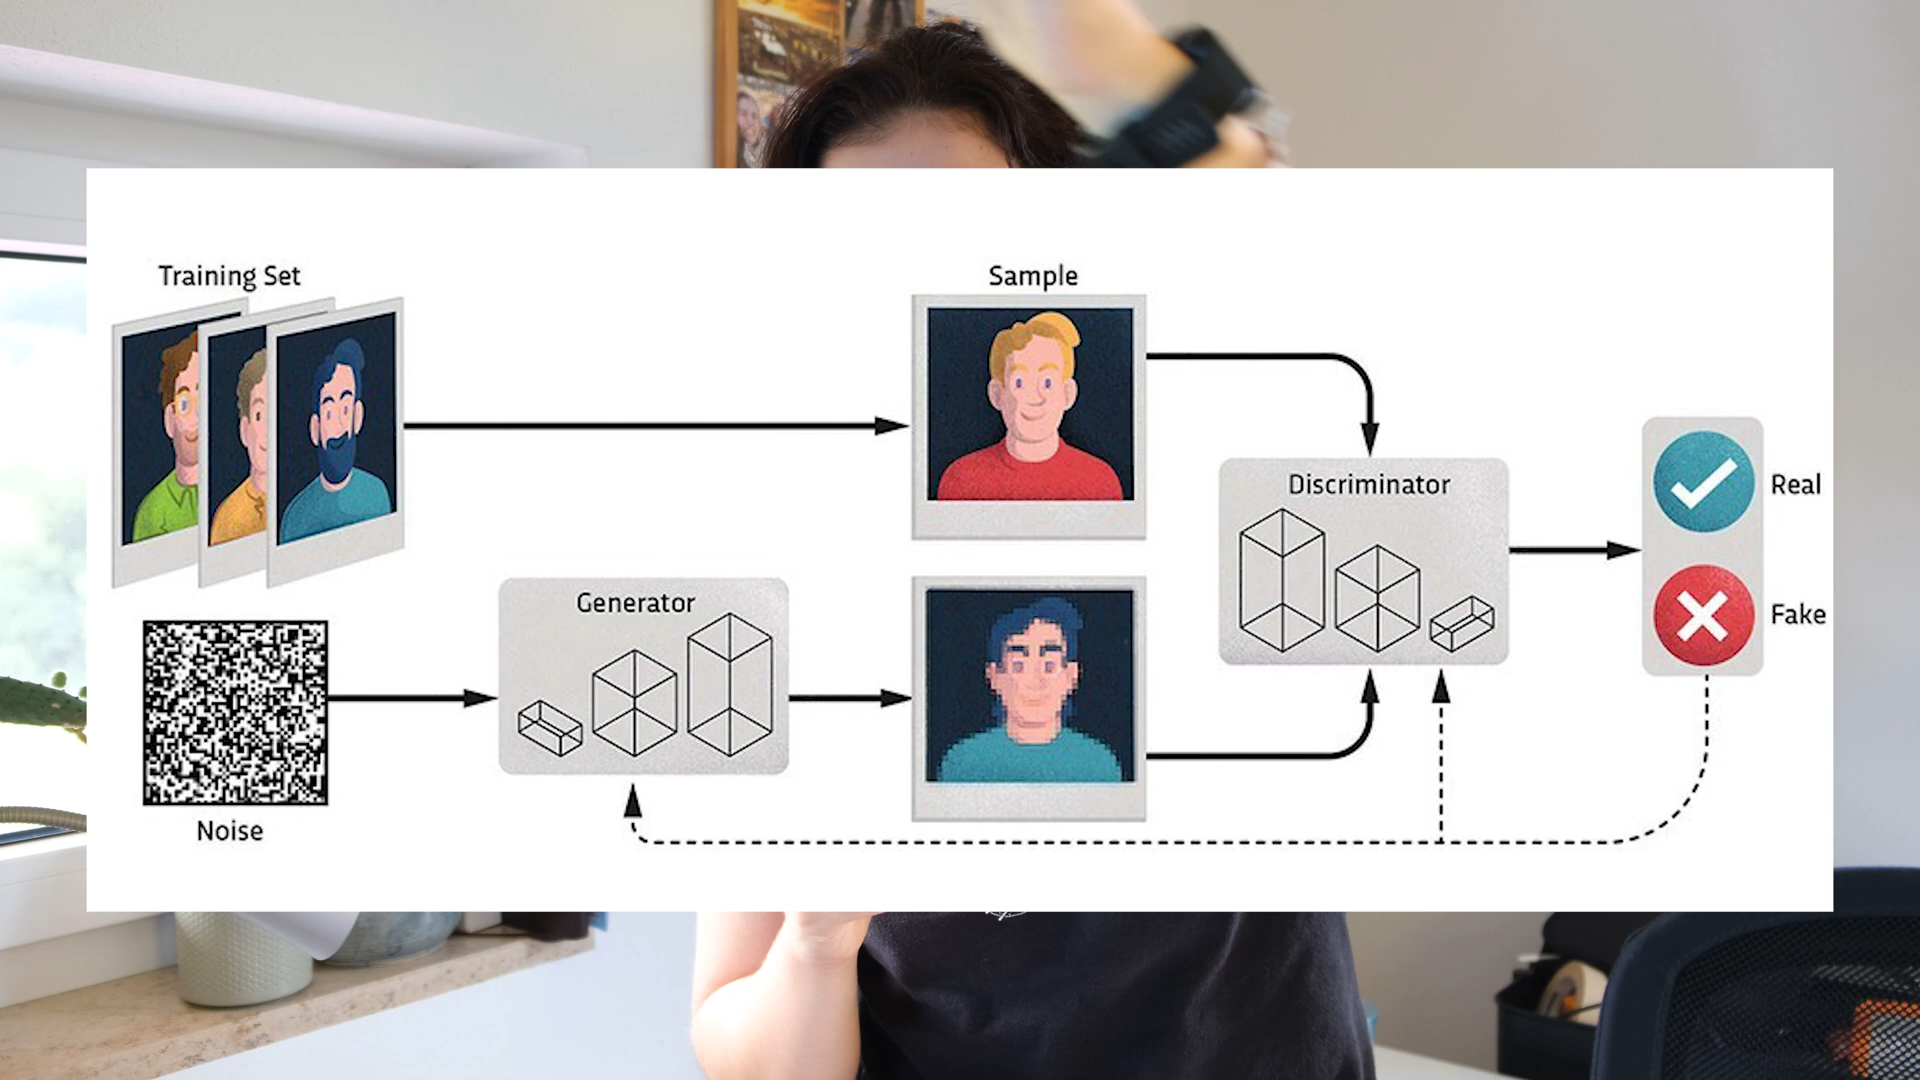 Training Set
Sample
Discriminator
Real
Generator
Fake
Noise